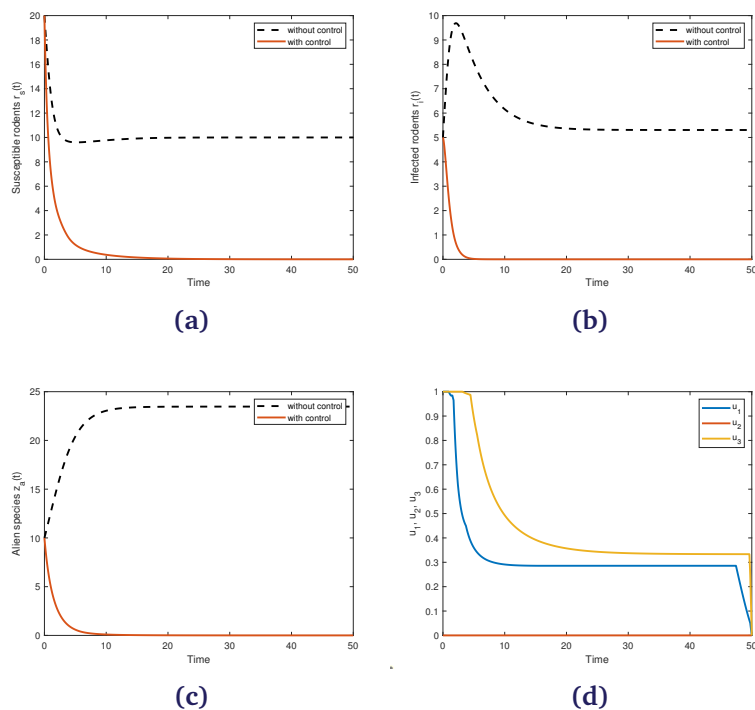 20
18
16
14
12
10
8
6
4
2
0
Susceptible rodents r_s(t)
without control
with control
0 10 20 30 40 50
Time
(a)
10
9
8
7
6
5
4
3
2
1
0
Infected rodents r_i(t)
without control
with control
0 10 20 30 40 50
Time
(b)
25
20
15
10
5
0
Alien species z_a(t)
without control
with control
0 10 20 30 40 50
Time
(c)
1
0.9
0.8
0.7
0.6
0.5
0.4
0.3
0.2
0.1
0
u_1, u_2, u_3
u_1
u_2
u_3
0 10 20 30 40 50
Time
(d)